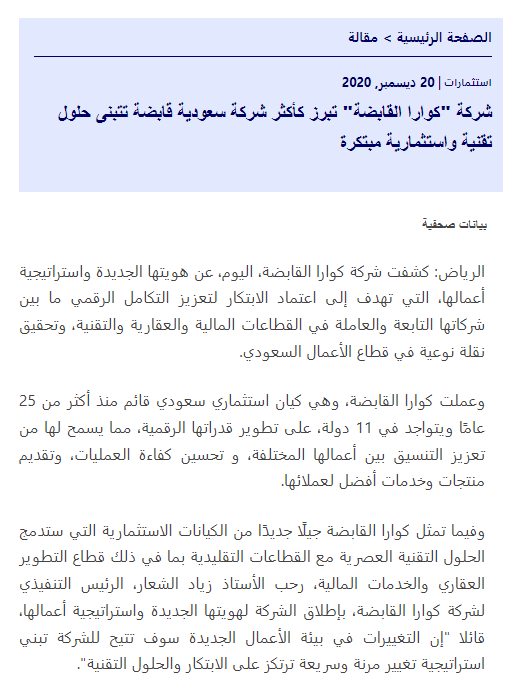 الصفحة الرئيسية > مقالة
استثمارات | 20 ديسمبر, 2020
شركة "كوارا القابضة" تبرز كأكثر شركة سعودية قابضة تتبنى حلول
تقنية واستثمارية مبتكرة
بيانات صحفية
الرياض: كشفت شركة كوارا القابضة، اليوم، عن هويتها الجديدة واستراتيجية
أعمالها، التي تهدف إلى اعتماد الابتكار لتعزيز التكامل الرقمي ما بين
شركاتها التابعة والعاملة في القطاعات المالية والعقارية والتقنية، وتحقيق
نقلة نوعية في قطاع الأعمال السعودي.
وعملت كوارا القابضة، وهي كيان استثماري سعودي قائم منذ أكثر من 25
عامًا ويتواجد في 11 دولة، على تطوير قدراتها الرقمية، مما يسمح لها من
تعزيز التنسيق بين أعمالها المختلفة، و تحسين كفاءة العمليات، وتقديم
منتجات وخدمات أفضل لعملائها.
وفيما تمثل كوارا القابضة جيلًا جديدًا من الكيانات الاستثمارية التي ستدمج
الحلول التقنية العصرية مع القطاعات التقليدية بما في ذلك قطاع التطوير
العقاري والخدمات المالية، رحب الأستاذ زياد الشعار، الرئيس التنفيذي
لشركة كوارا القابضة، بإطلاق الشركة لهويتها الجديدة واستراتيجية أعمالها،
قائلا "إن التغييرات في بيئة الأعمال الجديدة سوف تتيح للشركة تبني
استراتيجية تغيير مرنة وسريعة ترتكز على الابتكار والحلول التقنية".